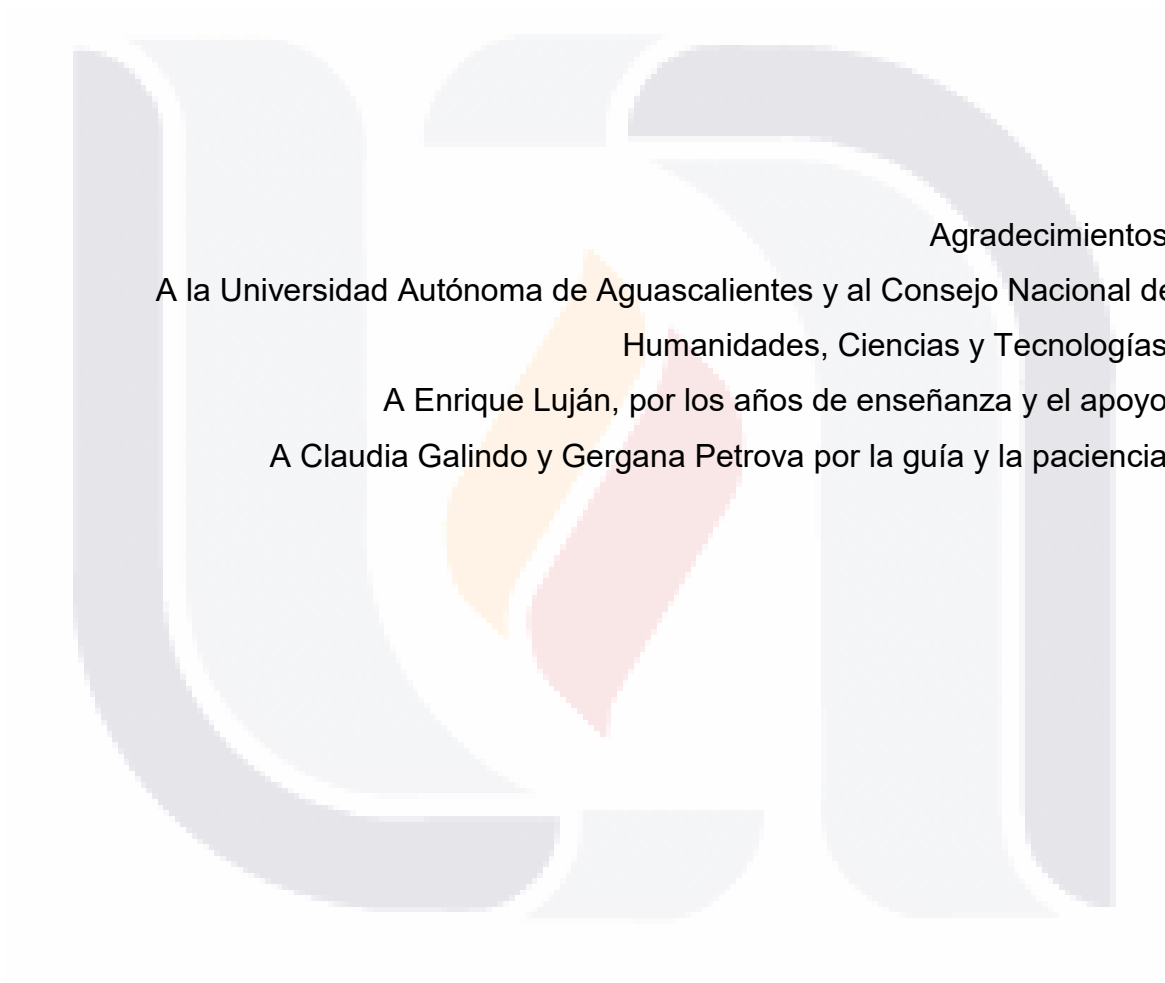 Agradecimientos
A la Universidad Autónoma de Aguascalientes y al Consejo Nacional de
Humanidades, Ciencias y Tecnologías
A Enrique Luján, por los años de enseñanza y el apoyo
A Claudia Galindo y Gergana Petrova por la guía y la paciencia